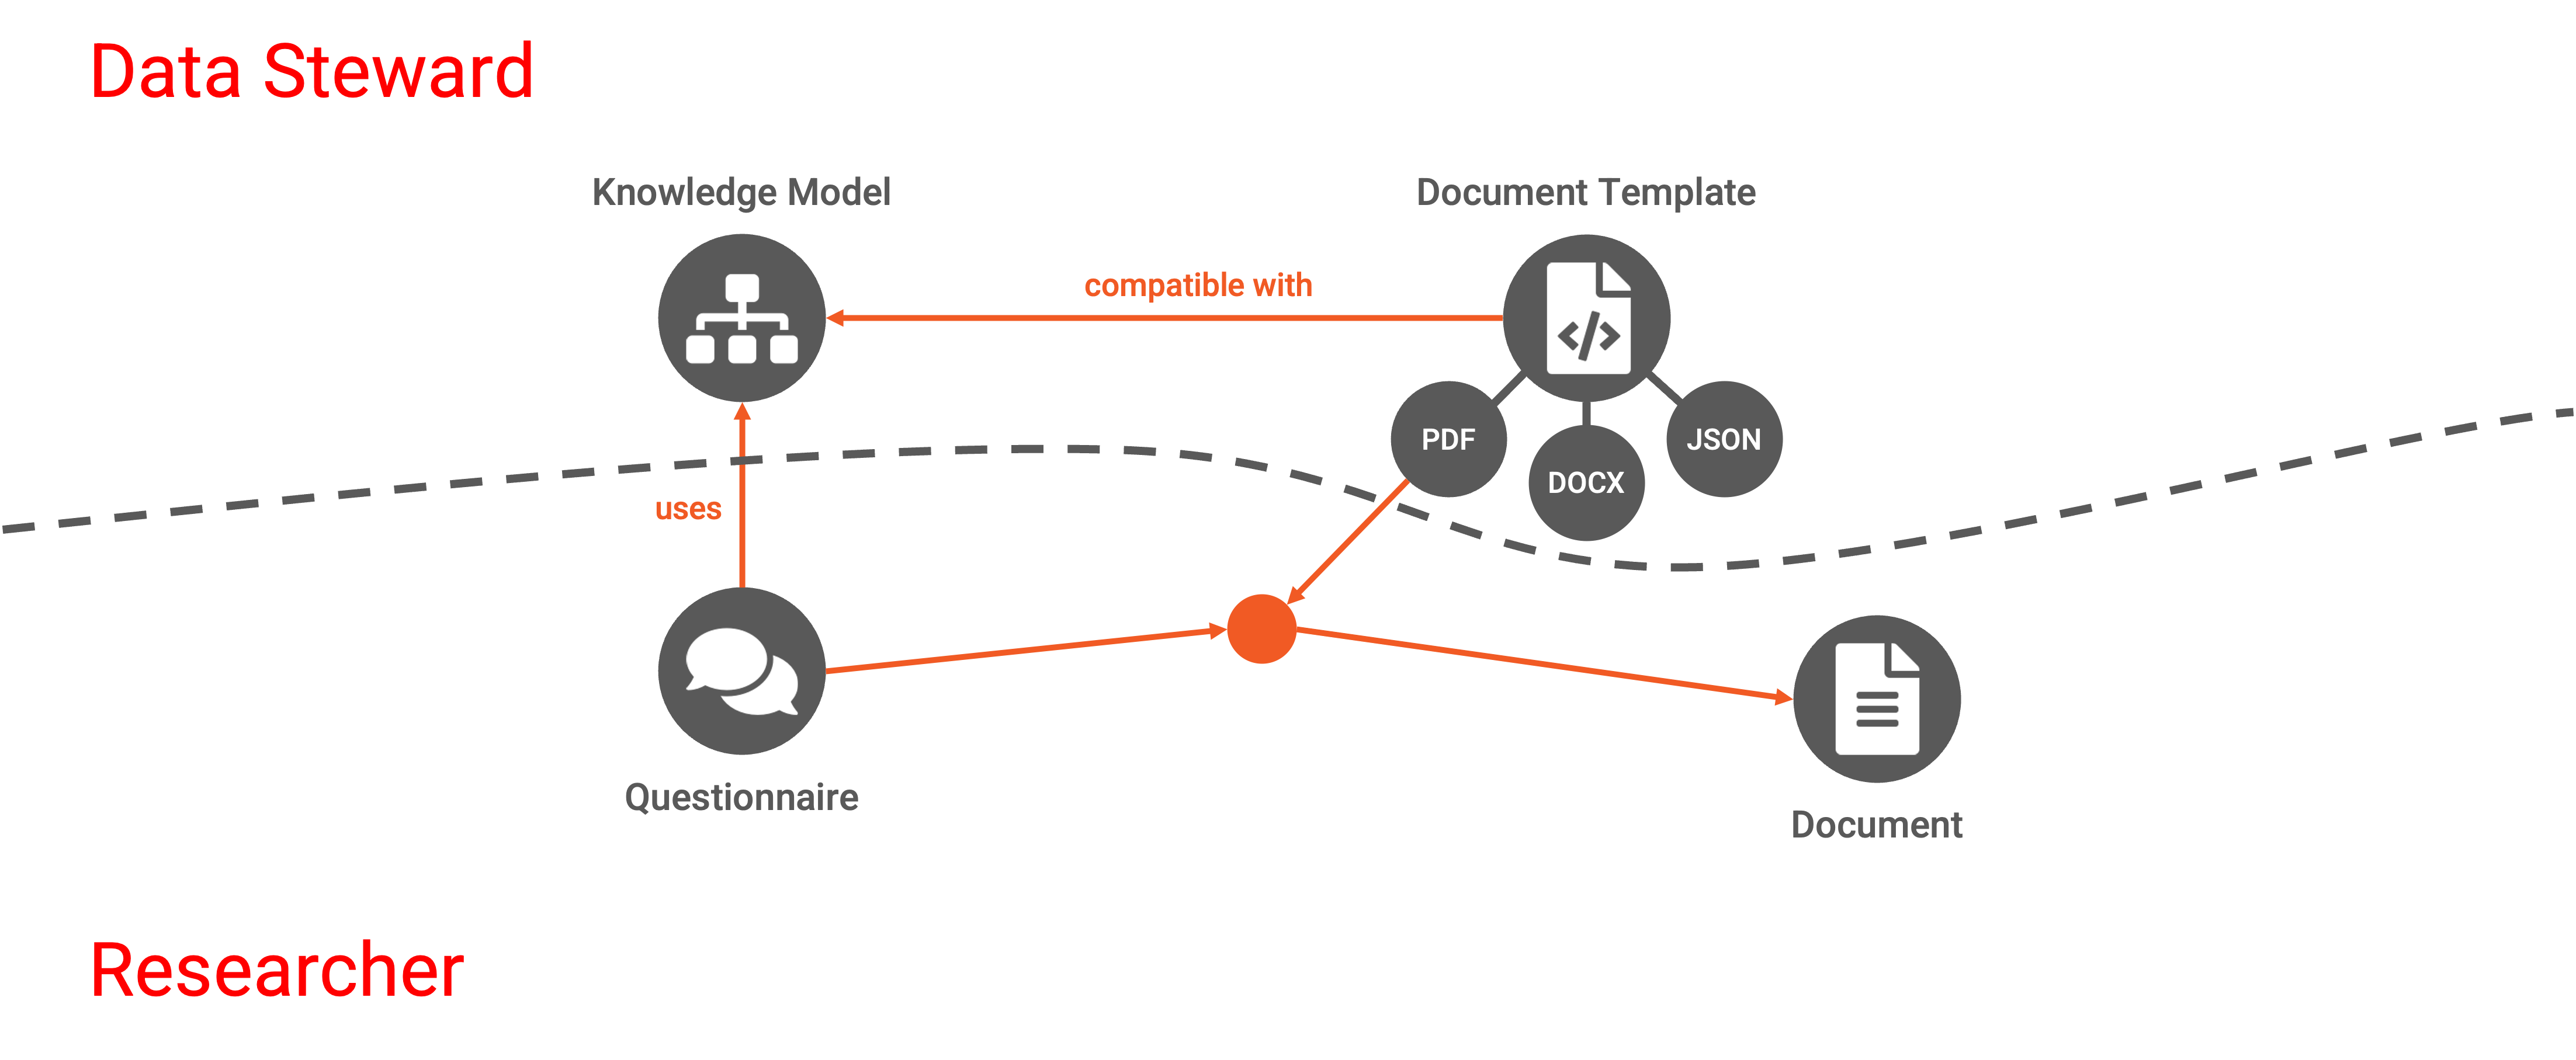 Data Steward
Knowledge Model
Document Template
compatible with
PDF
DOCX
JSON
uses
Questionnaire
Document
Researcher